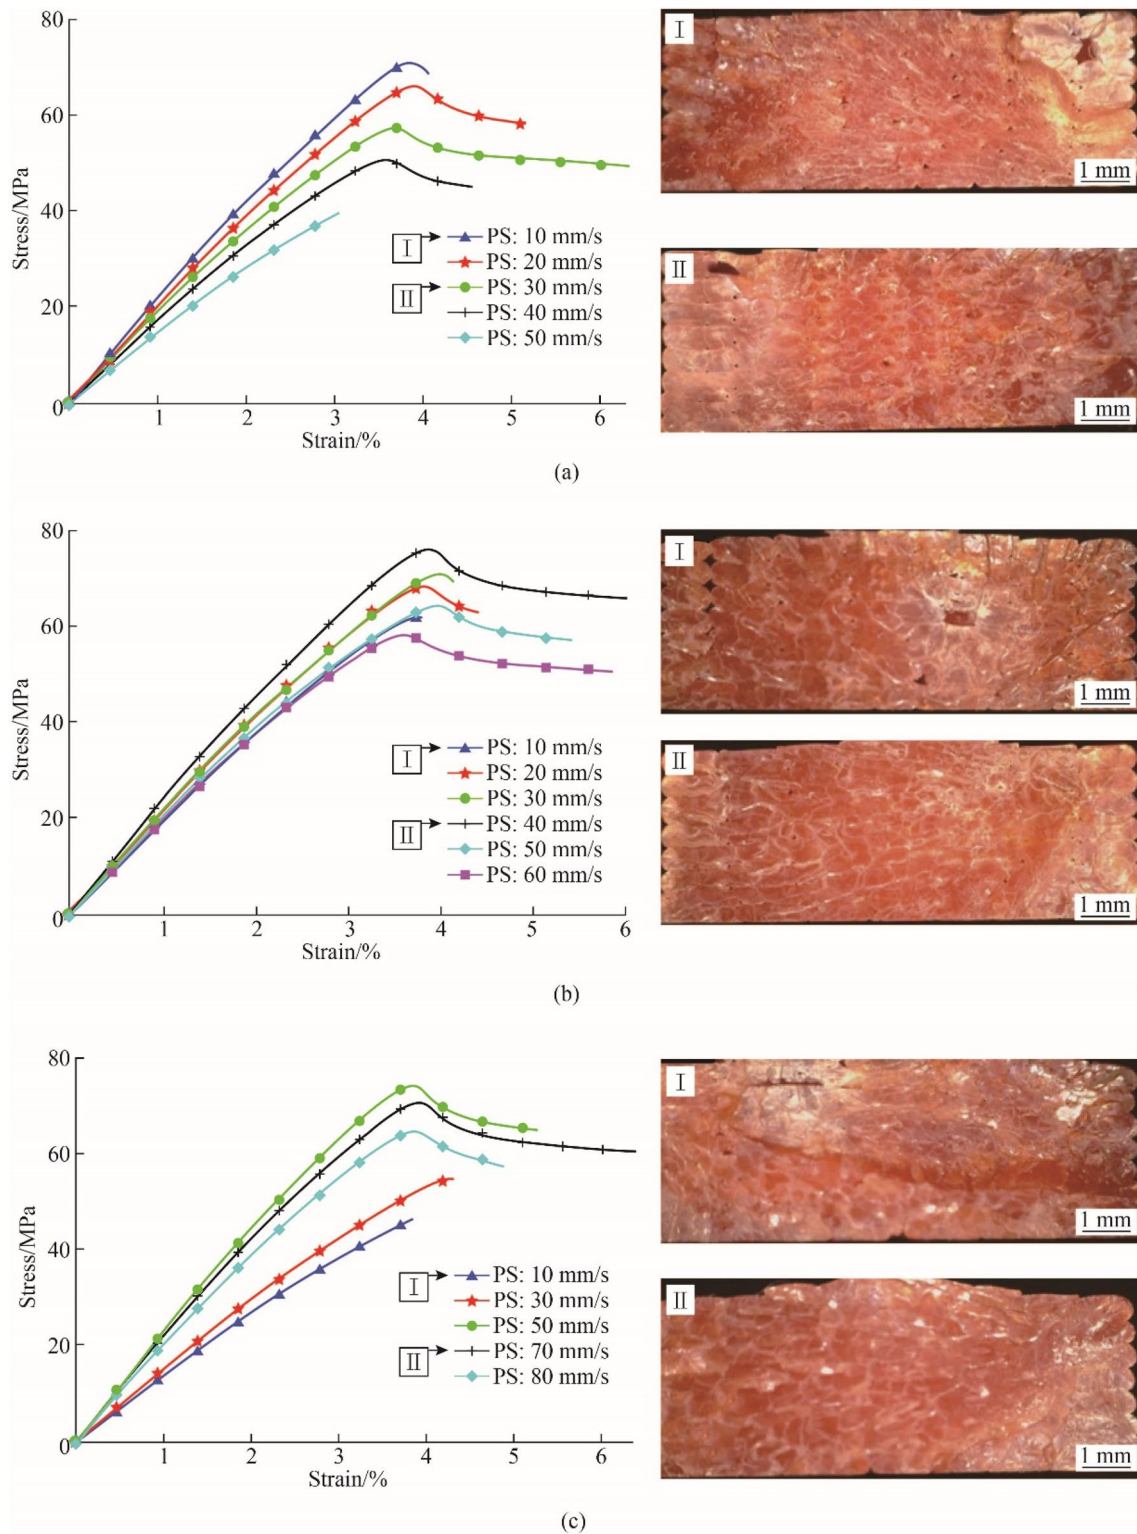 80
60
40
20
0
Stress/MPa
1 2 3 4 5 6
Strain/%
Ⅰ PS: 10 mm/s
PS: 20 mm/s
Ⅱ PS: 30 mm/s
PS: 40 mm/s
PS: 50 mm/s
Ⅰ
1 mm
Ⅱ
1 mm
(a)
80
60
40
20
0
Stress/MPa
1 2 3 4 5 6
Strain/%
Ⅰ PS: 10 mm/s
PS: 20 mm/s
PS: 30 mm/s
Ⅱ PS: 40 mm/s
PS: 50 mm/s
PS: 60 mm/s
Ⅰ
1 mm
Ⅱ
1 mm
(b)
80
60
40
20
0
Stress/MPa
1 2 3 4 5 6
Strain/%
Ⅰ PS: 10 mm/s
PS: 30 mm/s
PS: 50 mm/s
Ⅱ PS: 70 mm/s
PS: 80 mm/s
Ⅰ
1 mm
Ⅱ
1 mm
(c)